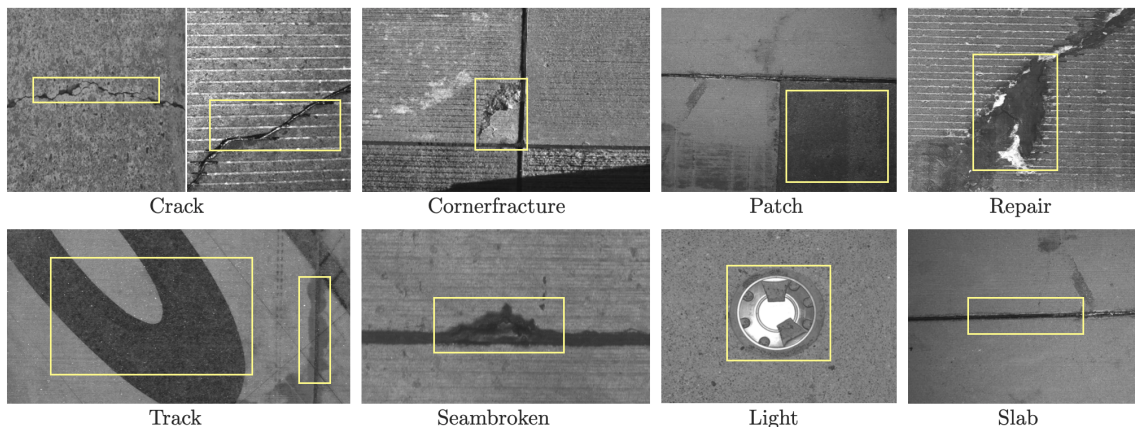 Crack
Cornerfracture
Patch
Repair
Track
Seambroken
Light
Slab